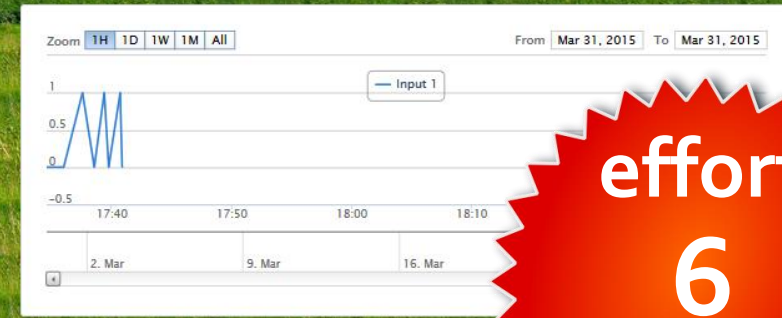 Zoom 1H 1D 1W 1M All From Mar 31, 2015 To Mar 31, 2015
Input 1
1
0.5
0
-0.5
17:40 17:50 18:00 18:10
2. Mar 9. Mar 16. Mar
effort
6